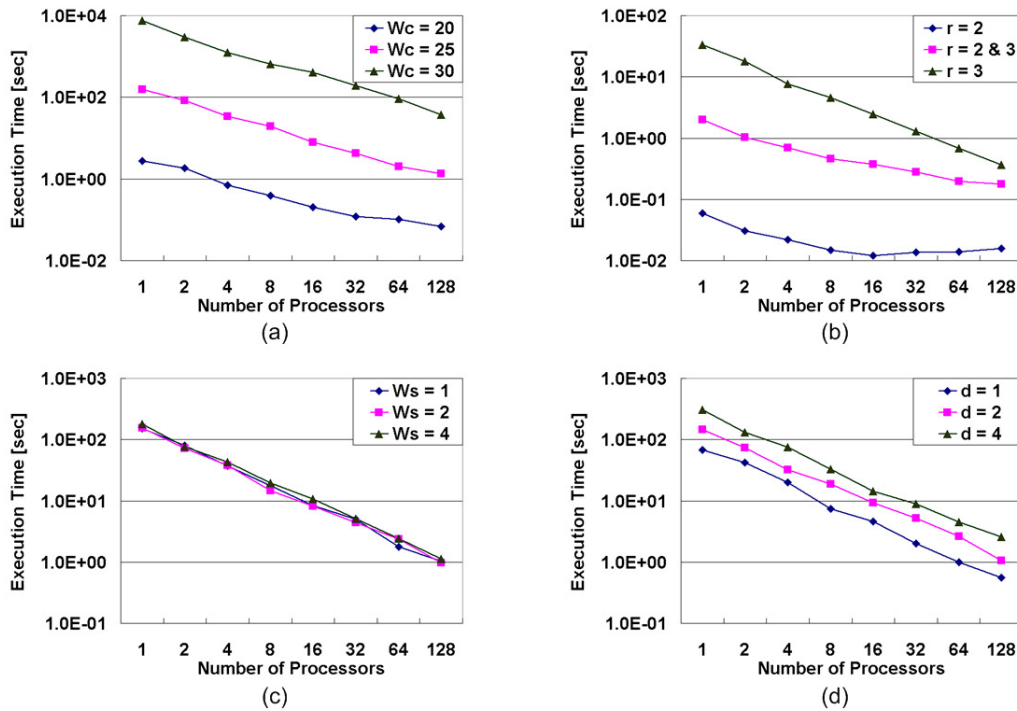 1.0E+04
1.0E+02
1.0E+00
1.0E-02
Execution Time [sec]
Wc = 20
Wc = 25
Wc = 30
1 2 4 8 16 32 64 128
Number of Processors
(a)
1.0E+02
1.0E+01
1.0E+00
1.0E-01
1.0E-02
Execution Time [sec]
r = 2
r = 2 & 3
r = 3
1 2 4 8 16 32 64 128
Number of Processors
(b)
1.0E+03
1.0E+02
1.0E+01
1.0E+00
1.0E-01
Execution Time [sec]
Ws = 1
Ws = 2
Ws = 4
1 2 4 8 16 32 64 128
Number of Processors
(c)
1.0E+03
1.0E+02
1.0E+01
1.0E+00
1.0E-01
Execution Time [sec]
d = 1
d = 2
d = 4
1 2 4 8 16 32 64 128
Number of Processors
(d)